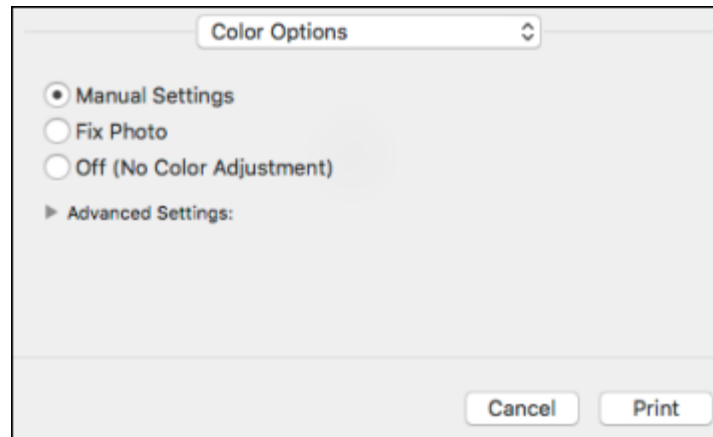 Color Options
Manual Settings
Fix Photo
Off (No Color Adjustment)
Advanced Settings:
Cancel Print